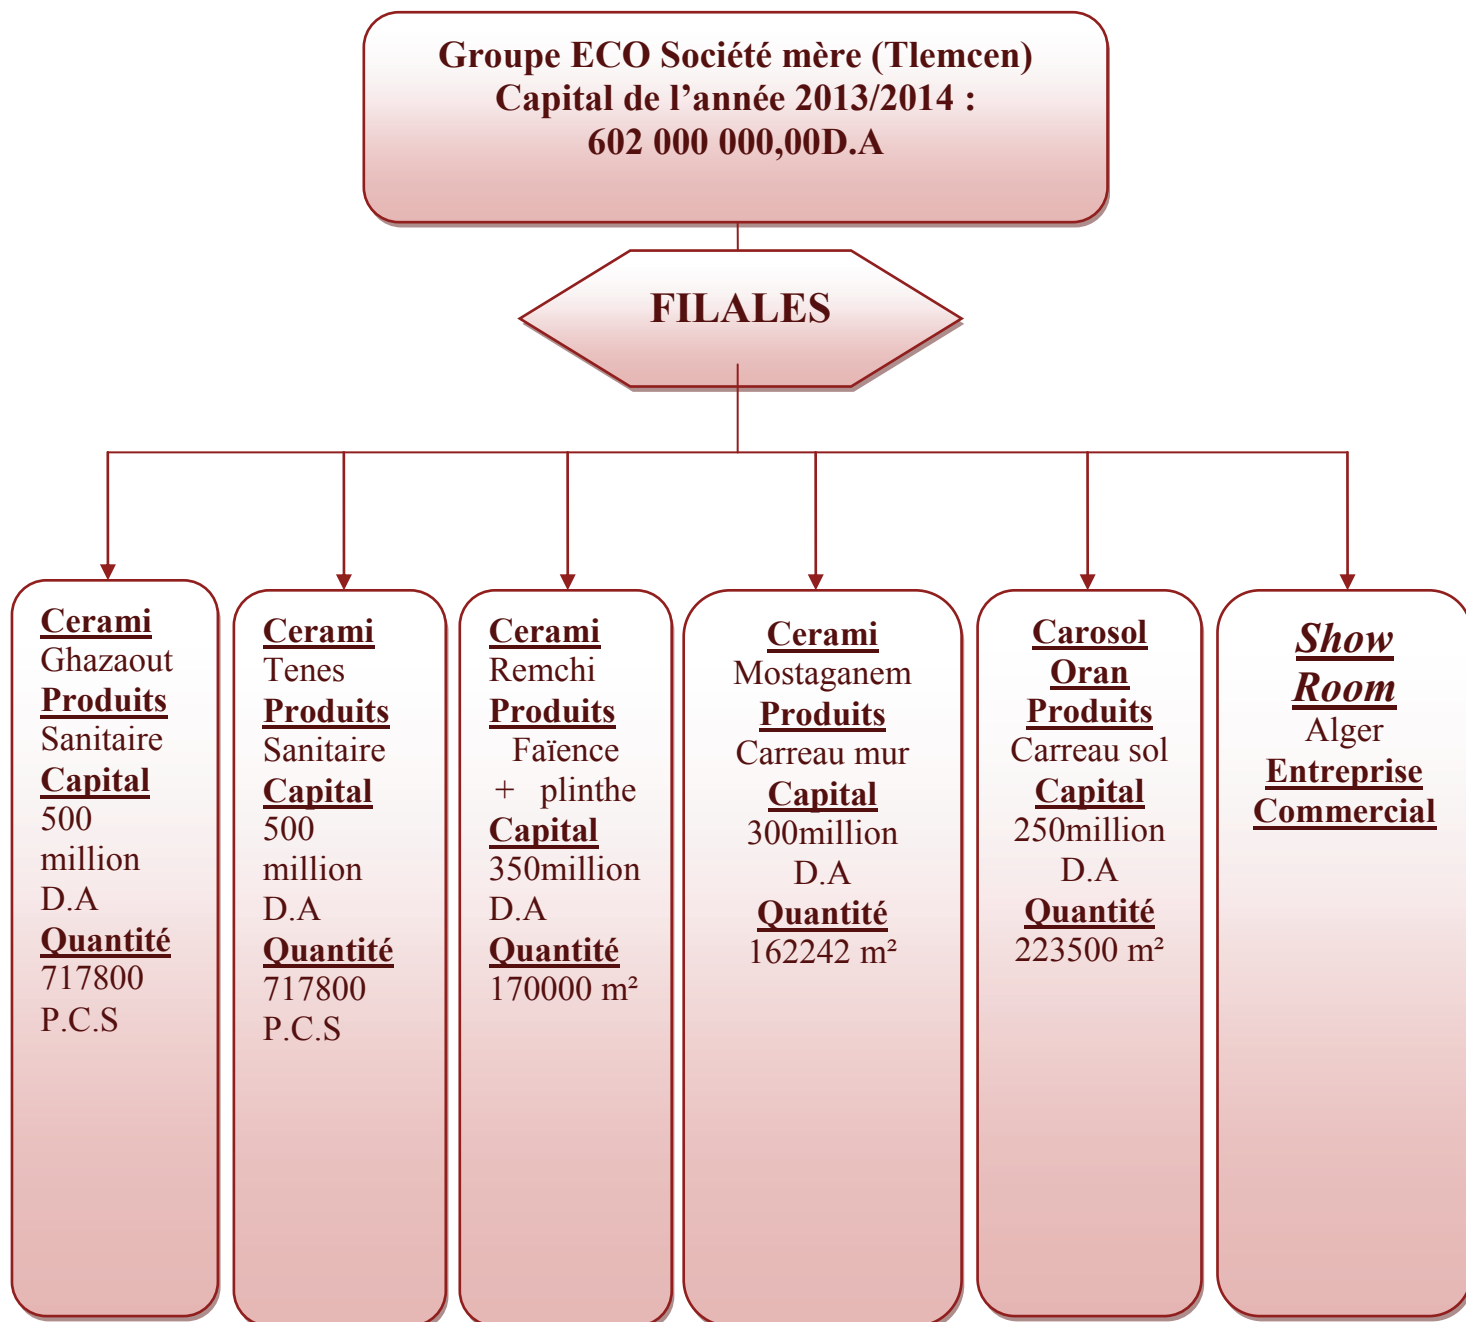 Groupe ECO Société mère (Tlemcen)
Capital de l’année 2013/2014 :
602 000 000,00D.A
FILALES
Cerami
Ghazaout
Produits
Sanitaire
Capital
500
million
D.A
Quantité
717800
P.C.S
Cerami
Tenes
Produits
Sanitaire
Capital
500
million
D.A
Quantité
717800
P.C.S
Cerami
Remchi
Produits
Faïence
+ plinthe
Capital
350million
D.A
Quantité
170000 m²
Cerami
Mostaganem
Produits
Carreau mur
Capital
300million
D.A
Quantité
162242 m²
Carosol
Oran
Produits
Carreau sol
Capital
250million
D.A
Quantité
223500 m²
Show
Room
Alger
Entreprise
Commercial